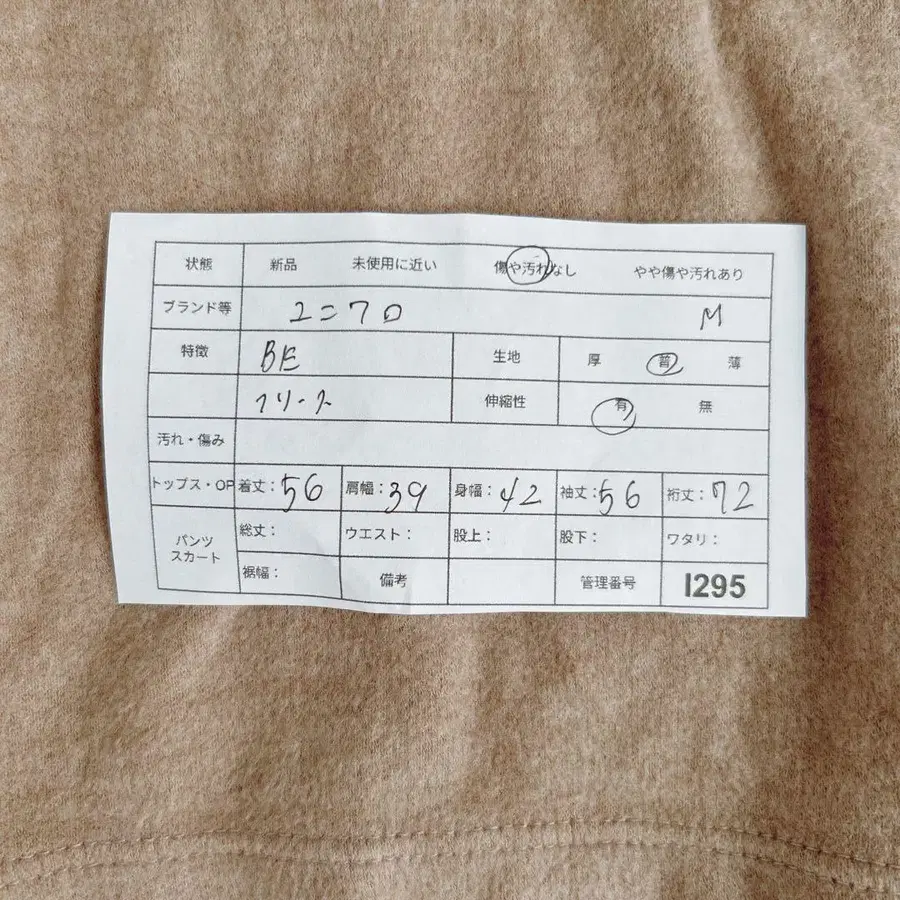 状態 新品 未使用に近い 傷や汚れなし やや傷や汚れあり
ブランド等 ユニクロ M
特徴 BE 生地 厚 普 薄
フリース 伸縮性 有 無
汚れ・傷み
トップス・OP 着丈：56 肩幅：39 身幅：42 袖丈：56 裄丈：72
パンツ スカート 総丈： ウエスト： 股上： 股下： ワタリ：
裾幅： 備考 管理番号 I295